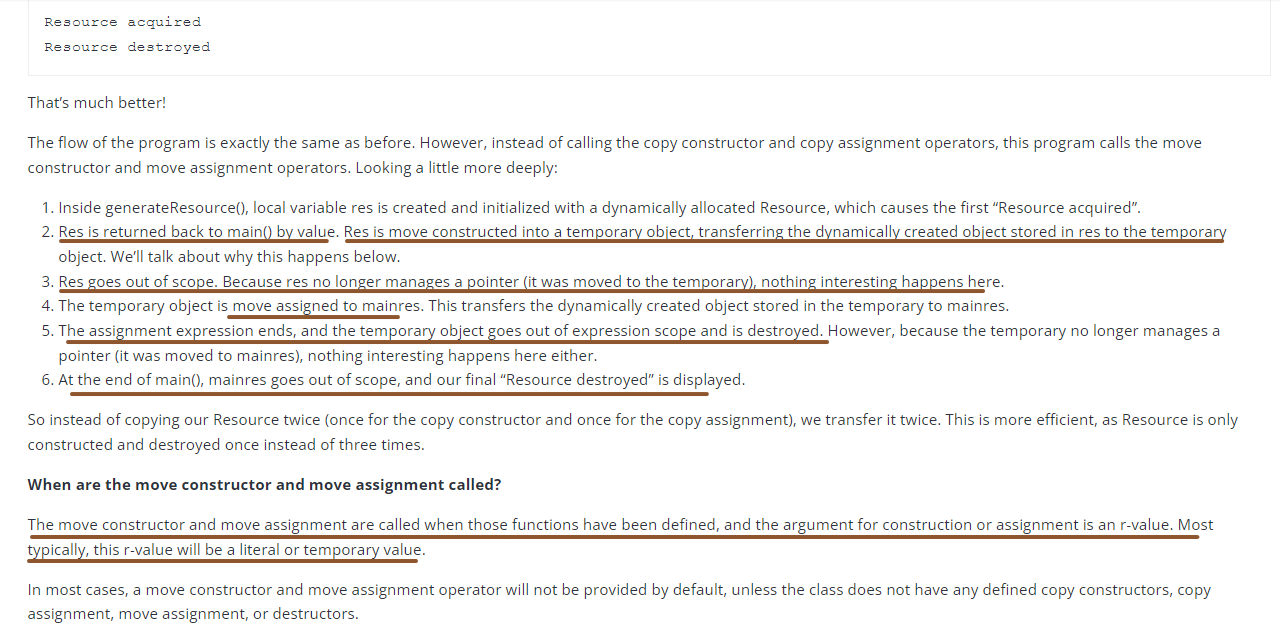 Resource acquired
Resource destroyed
That’s much better!
The flow of the program is exactly the same as before. However, instead of calling the copy constructor and copy assignment operators, this program calls the move
constructor and move assignment operators. Looking a little more deeply:
1. Inside generateResource(), local variable res is created and initialized with a dynamically allocated Resource, which causes the first “Resource acquired”.
2. Res is returned back to main() by value. Res is move constructed into a temporary object, transferring the dynamically created object stored in res to the temporary
object. We’ll talk about why this happens below.
3. Res goes out of scope. Because res no longer manages a pointer (it was moved to the temporary), nothing interesting happens here.
4. The temporary object is move assigned to mainres. This transfers the dynamically created object stored in the temporary to mainres.
5. The assignment expression ends, and the temporary object goes out of expression scope and is destroyed. However, because the temporary no longer manages a
pointer (it was moved to mainres), nothing interesting happens here either.
6. At the end of main(), mainres goes out of scope, and our final “Resource destroyed” is displayed.
So instead of copying our Resource twice (once for the copy constructor and once for the copy assignment), we transfer it twice. This is more efficient, as Resource is only
constructed and destroyed once instead of three times.
When are the move constructor and move assignment called?
The move constructor and move assignment are called when those functions have been defined, and the argument for construction or assignment is an r-value. Most
typically, this r-value will be a literal or temporary value.
In most cases, a move constructor and move assignment operator will not be provided by default, unless the class does not have any defined copy constructors, copy
assignment, move assignment, or destructors.